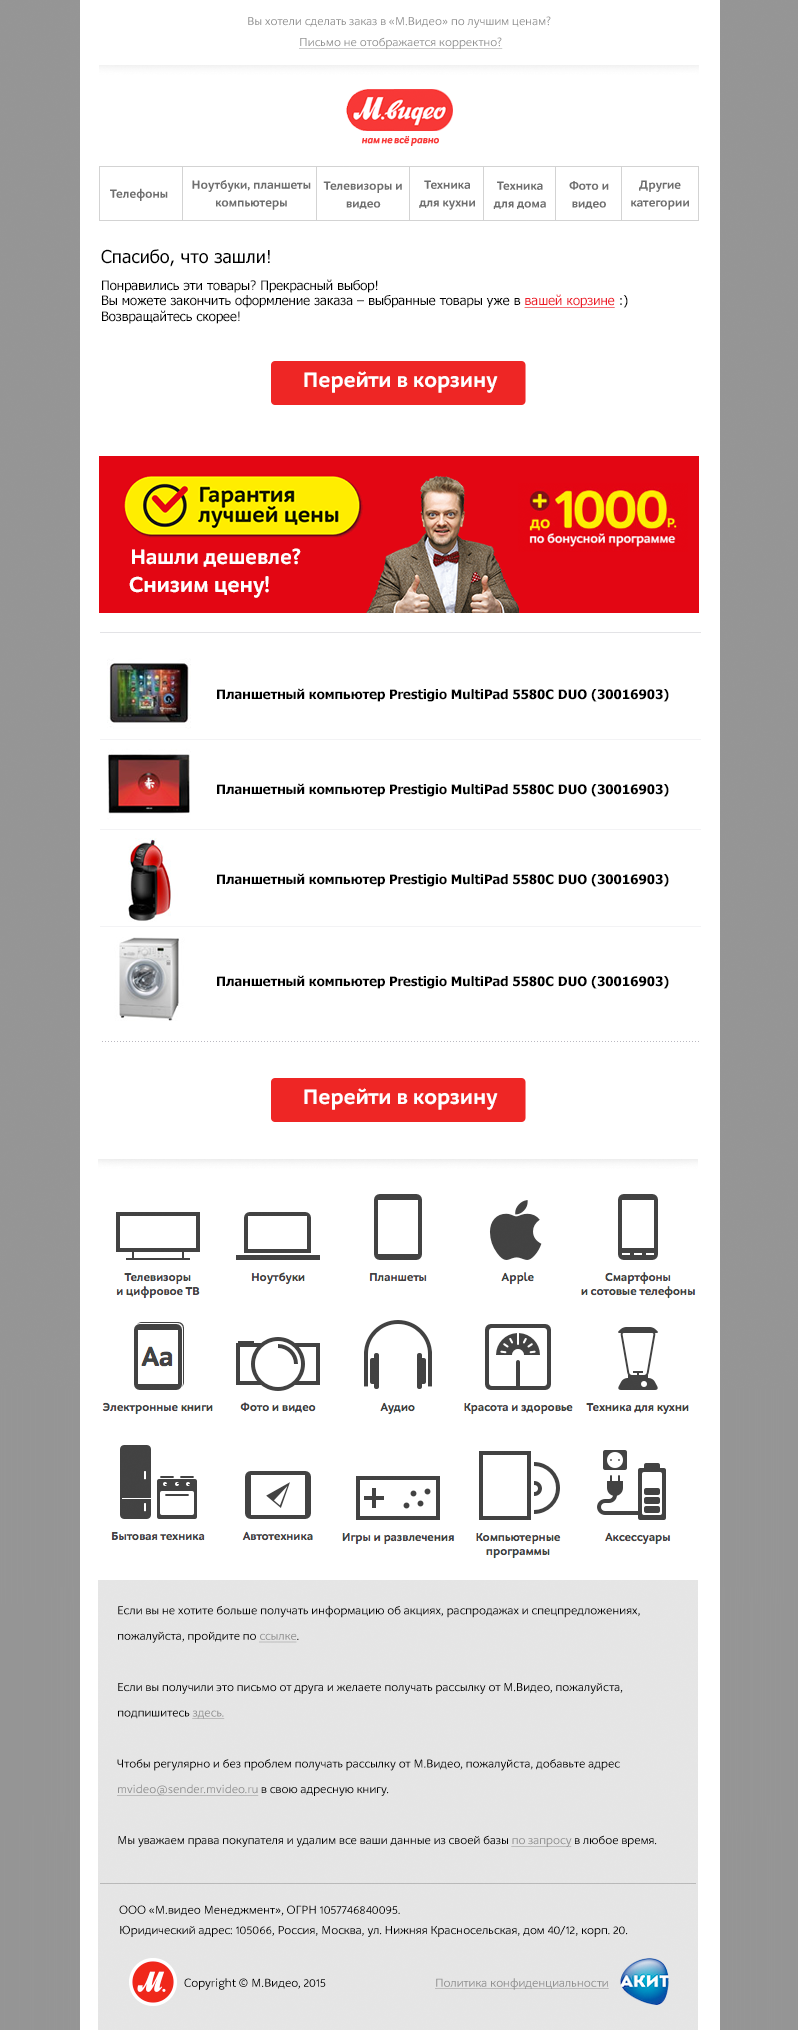 Вы хотели сделать заказ в «М.Видео» по лучшим ценам?
Письмо не отображается корректно?
М.видео
нам не всё равно
Телефоны
Ноутбуки, планшеты
компьютеры
Телевизоры и
видео
Техника
для кухни
Техника
для дома
Фото и
видео
Другие
категории
Спасибо, что зашли!
Понравились эти товары? Прекрасный выбор!
Вы можете закончить оформление заказа – выбранные товары уже в вашей корзине :)
Возвращайтесь скорее!
Перейти в корзину
Гарантия
лучшей цены
Нашли дешевле?
Снизим цену!
+
до 1000 Р.
по бонусной программе
Планшетный компьютер Prestigio MultiPad 5580C DUO (30016903)
Планшетный компьютер Prestigio MultiPad 5580C DUO (30016903)
Планшетный компьютер Prestigio MultiPad 5580C DUO (30016903)
Планшетный компьютер Prestigio MultiPad 5580C DUO (30016903)
Перейти в корзину
Телевизоры
и цифровое ТВ
Ноутбуки
Планшеты
Apple
Смартфоны
и сотовые телефоны
Aa
Электронные книги
Фото и видео
Аудио
Красота и здоровье
Техника для кухни
Бытовая техника
Автотехника
Игры и развлечения
Компьютерные
программы
Аксессуары
Если вы не хотите больше получать информацию об акциях, распродажах и спецпредложениях,
пожалуйста, пройдите по ссылке.
Если вы получили это письмо от друга и желаете получать рассылку от М.Видео, пожалуйста,
подпишитесь здесь.
Чтобы регулярно и без проблем получать рассылку от М.Видео, пожалуйста, добавьте адрес
mvideo@sender.mvideo.ru в свою адресную книгу.
Мы уважаем права покупателя и удалим все ваши данные из своей базы по запросу в любое время.
ООО «М.видео Менеджмент», ОГРН 1057746840095.
Юридический адрес: 105066, Россия, Москва, ул. Нижняя Красносельская, дом 40/12, корп. 20.
М.
Copyright © М.Видео, 2015
Политика конфиденциальности
АКИТ